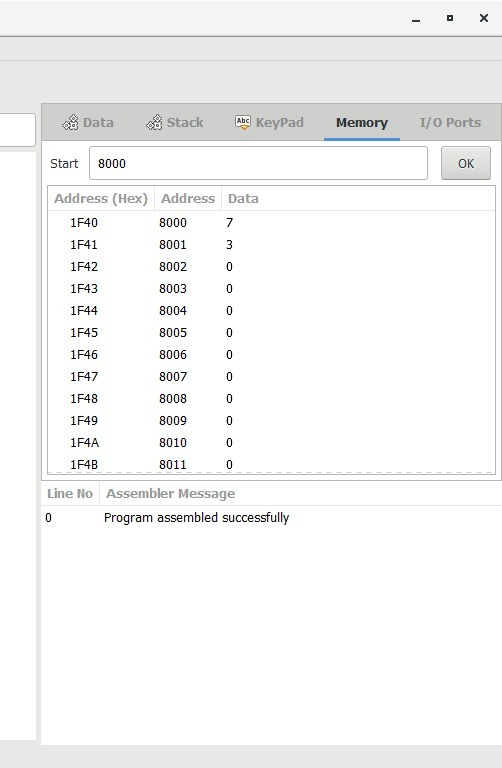 Data Stack Abc KeyPad Memory I/O Ports
Start 8000 OK
Address (Hex) Address Data
1F40 8000 7
1F41 8001 3
1F42 8002 0
1F43 8003 0
1F44 8004 0
1F45 8005 0
1F46 8006 0
1F47 8007 0
1F48 8008 0
1F49 8009 0
1F4A 8010 0
1F4B 8011 0
Line No Assembler Message
0 Program assembled successfully